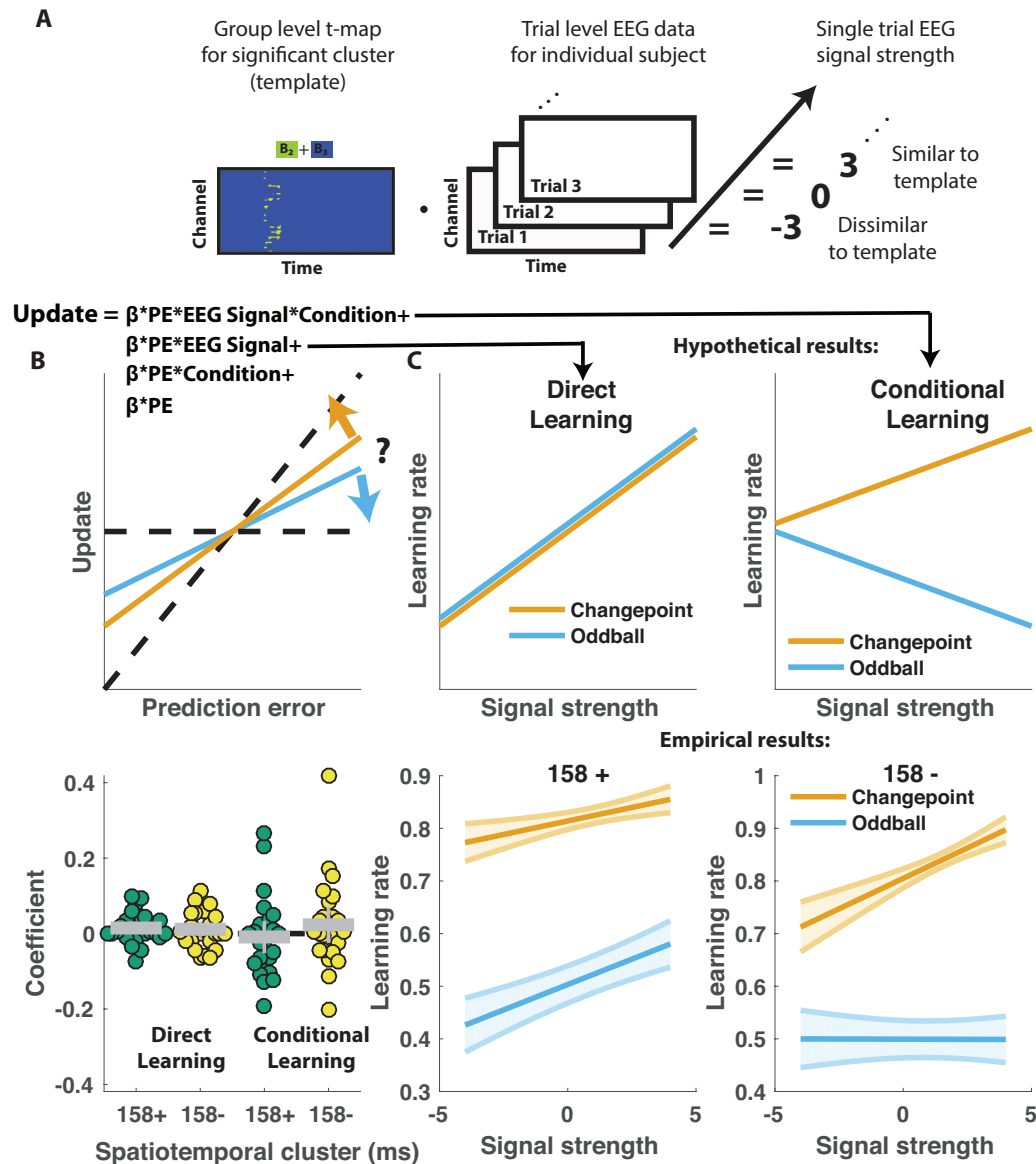 A
Group level t-map
for significant cluster
(template)
Trial level EEG data
for individual subject
Single trial EEG
signal strength
B₂ + B₃
Channel
Time
•
Channel
Trial 1
Trial 2
Trial 3
Time
= 3
= 0
= -3
Similar to
template
Dissimilar
to template
Update = β*PE*EEG Signal*Condition+
β*PE*EEG Signal+
β*PE*Condition+
β*PE
B
?
Update
Prediction error
C
Hypothetical results:
Direct
Learning
Learning rate
Changepoint
Oddball
Signal strength
Conditional
Learning
Learning rate
Changepoint
Oddball
Signal strength
Empirical results:
0.4
0.2
0
-0.2
-0.4
Coefficient
Direct
Learning
Conditional
Learning
158+
158-
158+
158-
Spatiotemporal cluster (ms)
158 +
0.9
0.8
0.7
0.6
0.5
0.4
0.3
Learning rate
-5
0
5
Signal strength
158 -
Changepoint
Oddball
1
0.9
0.8
0.7
0.6
0.5
0.4
Learning rate
-5
0
5
Signal strength